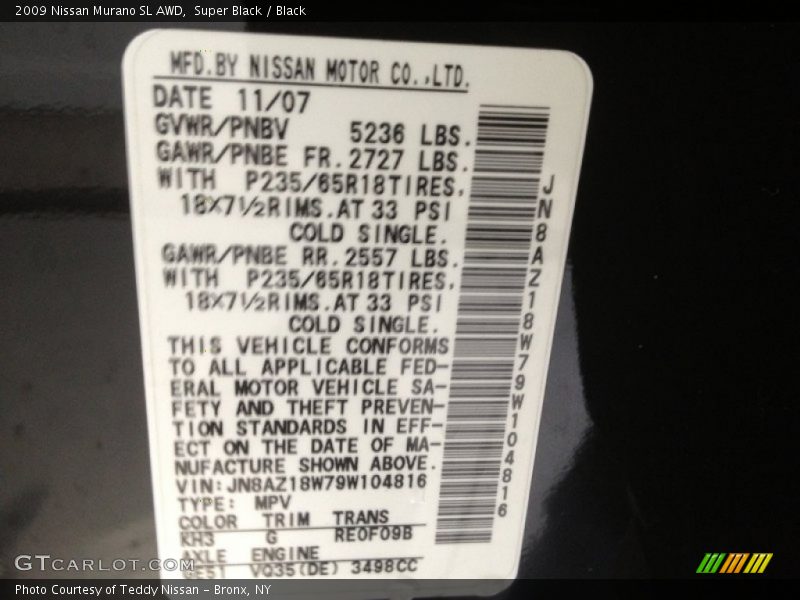 2009 Nissan Murano SL AWD, Super Black / Black
MFD.BY NISSAN MOTOR CO.,LTD.
DATE 11/07
GVWR/PNBV 5236 LBS.
GAWR/PNBE FR.2727 LBS.
WITH P235/65R18TIRES,
18X7½RIMS.AT 33 PSI
COLD SINGLE.
GAWR/PNBE RR.2557 LBS.
WITH P235/65R18TIRES,
18X7½RIMS.AT 33 PSI
COLD SINGLE.
THIS VEHICLE CONFORMS
TO ALL APPLICABLE FED-
ERAL MOTOR VEHICLE SA-
FETY AND THEFT PREVEN-
TION STANDARDS IN EFF-
ECT ON THE DATE OF MA-
NUFACTURE SHOWN ABOVE.
VIN:JN8AZ18W79W104816
TYPE: MPV
COLOR TRIM TRANS
KH3 G RE0F09B
AXLE ENGINE
GE51 VQ35(DE) 3498CC
JN8AZ18W79W104816
GTCARLOT.COM
Photo Courtesy of Teddy Nissan - Bronx, NY